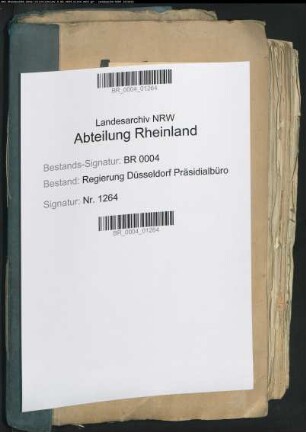 BR_0004_01264
Landesarchiv NRW
Abteilung Rheinland
Bestands-Signatur: BR 0004
Bestand: Regierung Düsseldorf Präsidialbüro
Signatur: Nr. 1264
BR_0004_01264